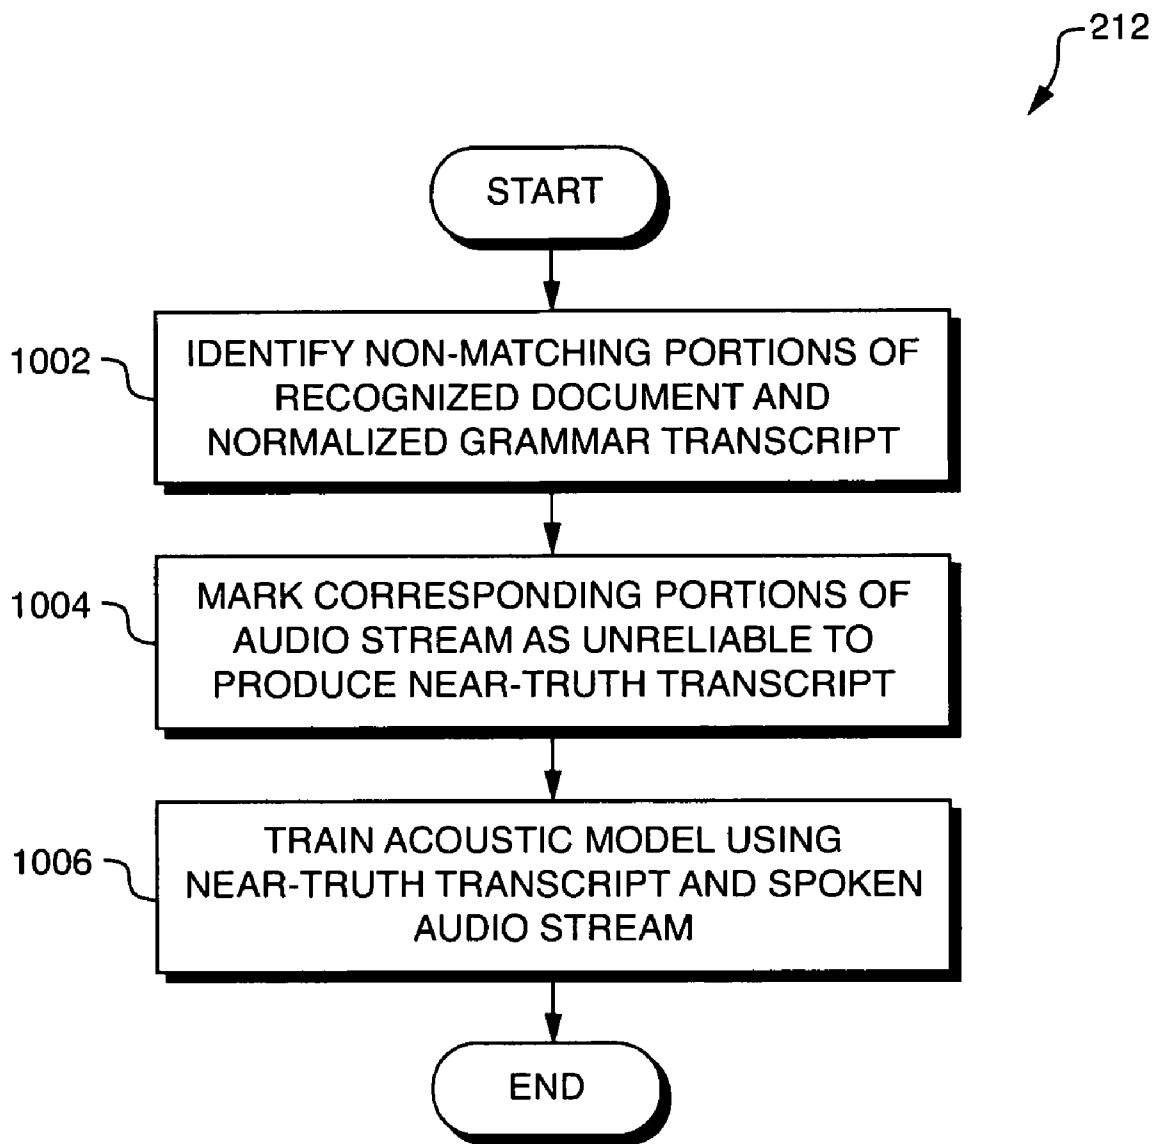 212
START
1002
IDENTIFY NON-MATCHING PORTIONS OF
RECOGNIZED DOCUMENT AND
NORMALIZED GRAMMAR TRANSCRIPT
1004
MARK CORRESPONDING PORTIONS OF
AUDIO STREAM AS UNRELIABLE TO
PRODUCE NEAR-TRUTH TRANSCRIPT
1006
TRAIN ACOUSTIC MODEL USING
NEAR-TRUTH TRANSCRIPT AND SPOKEN
AUDIO STREAM
END